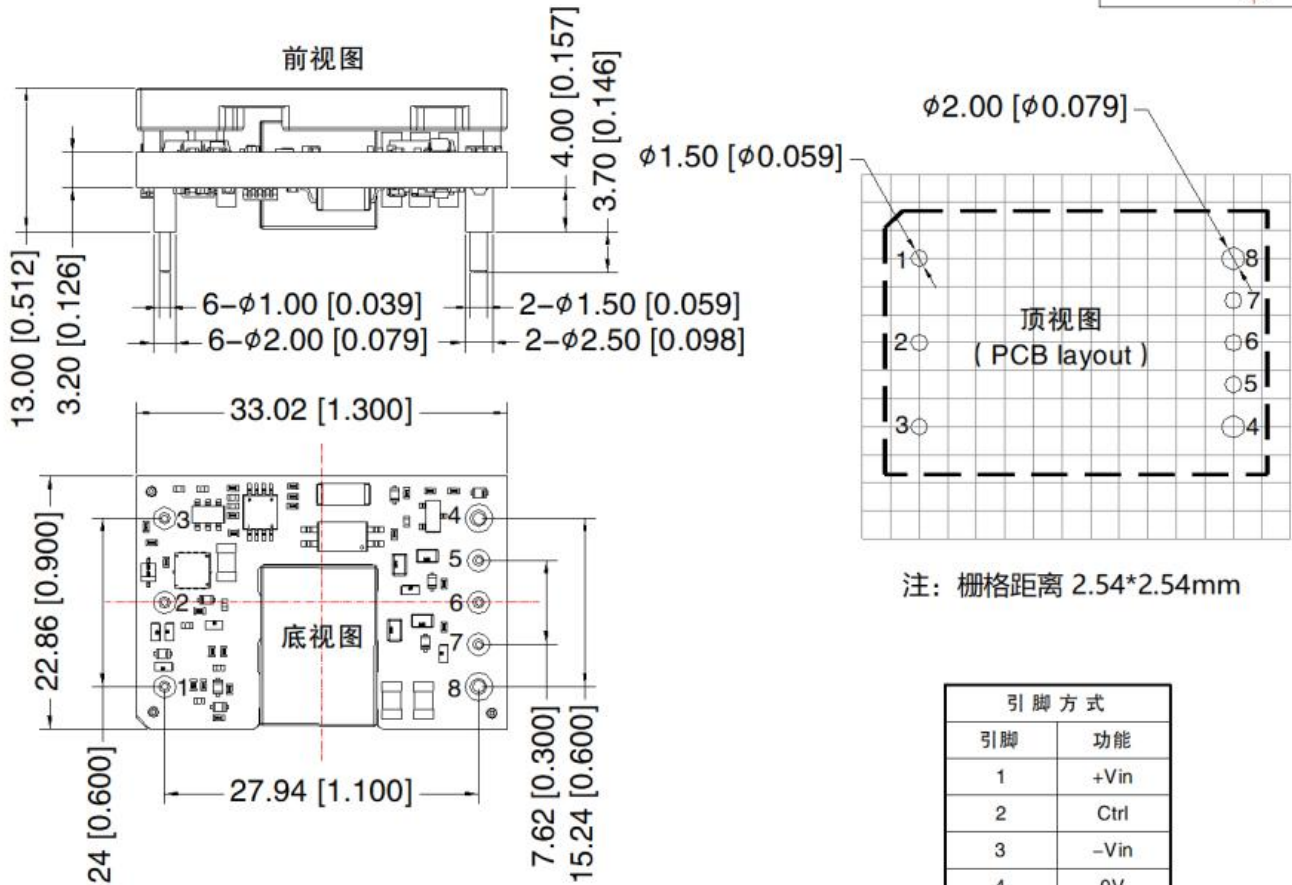 前视图
13.00 [0.512]
3.20 [0.126]
4.00 [0.157]
3.70 [0.146]
6-φ1.00 [0.039]
2-φ1.50 [0.059]
6-φ2.00 [0.079]
2-φ2.50 [0.098]
φ2.00 [φ0.079]
φ1.50 [φ0.059]
1
8
7
顶视图
2
6
( PCB layout )
5
3
4
注：栅格距离 2.54*2.54mm
33.02 [1.300]
22.86 [0.900]
3
4
5
2
6
底视图
7
1
8
24 [0.600]
27.94 [1.100]
7.62 [0.300]
15.24 [0.600]
引脚方式
引脚 功能
1 +Vin
2 Ctrl
3 -Vin